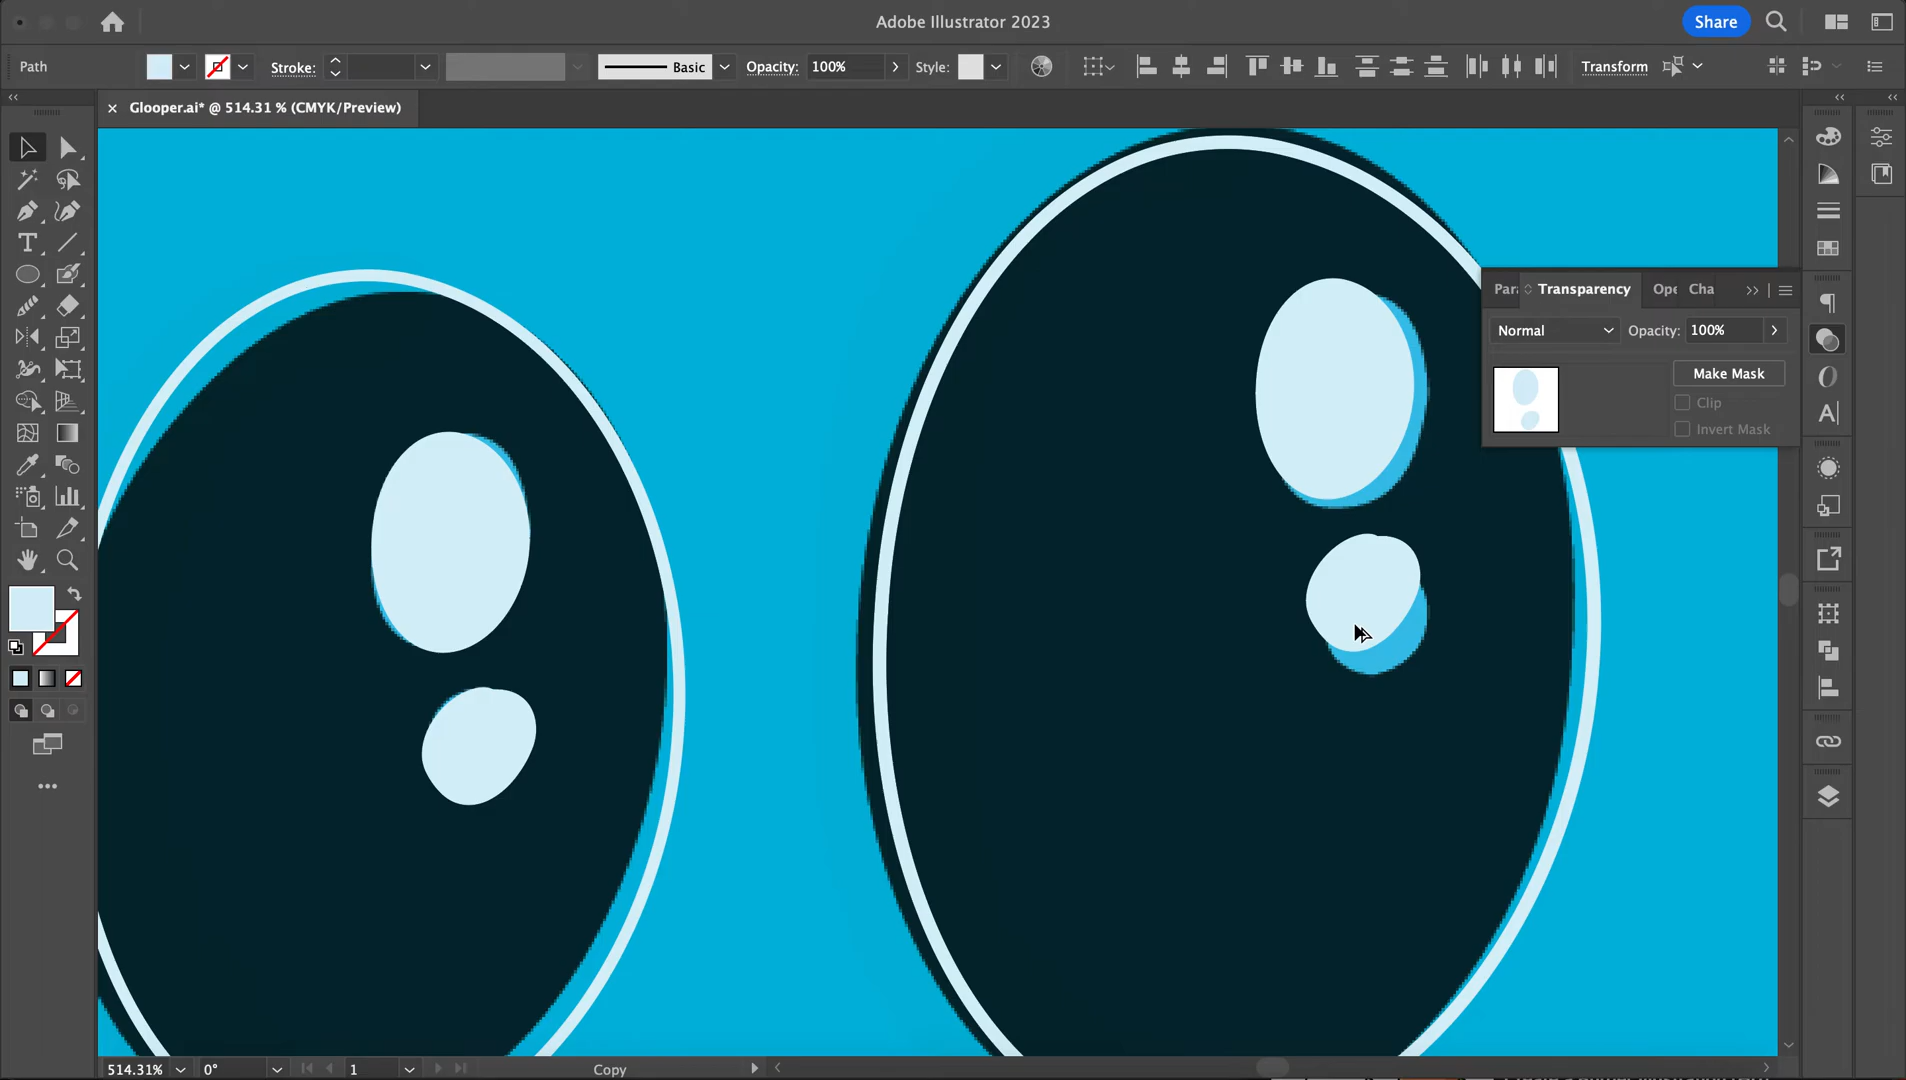 Adobe Illustrator 2023
Share
Path
Stroke:
Basic
Opacity:
100%
Style:
Transform
Glooper.ai* @ 514.31 % (CMYK/Preview)
Transparency
Ope
Cha
Normal
Opacity:
100%
Make Mask
Clip
Invert Mask
514.31%
0°
1
Copy